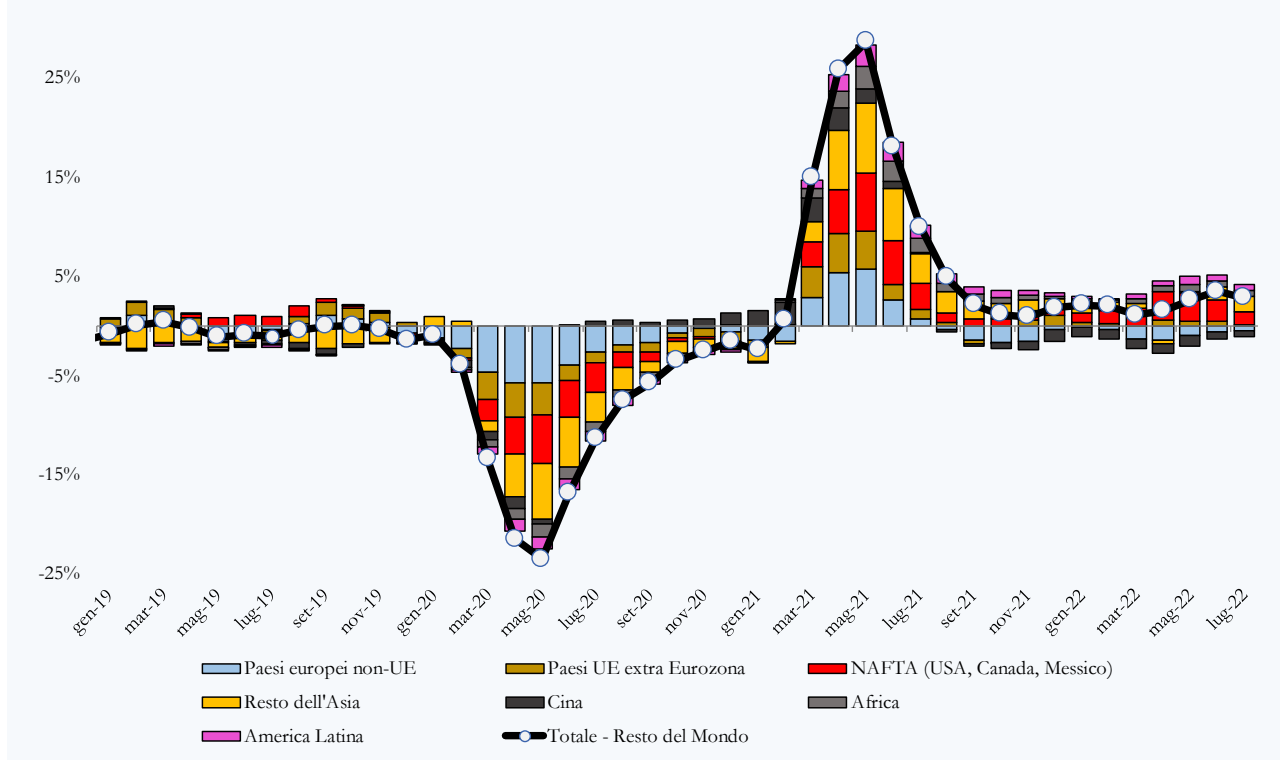 25%
15%
5%
-5%
-15%
-25%
gen-19
mar-19
mag-19
lug-19
set-19
nov-19
gen-20
mar-20
mag-20
lug-20
set-20
nov-20
gen-21
mar-21
mag-21
lug-21
set-21
nov-21
gen-22
mar-22
mag-22
lug-22
Paesi europei non-UE
Paesi UE extra Eurozona
NAFTA (USA, Canada, Messico)
Resto dell'Asia
Cina
Africa
America Latina
Totale - Resto del Mondo